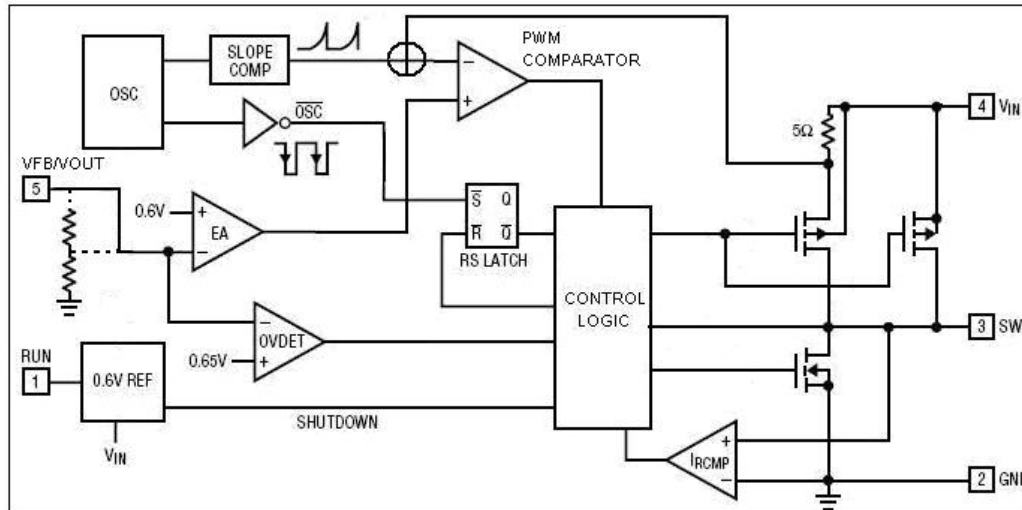 OSC
SLOPE
COMP
PWM
COMPARATOR
−
+
OSC
VFB/VOUT
5
0.6V
+
EA
−
S Q
R Q
RS LATCH
5Ω
4 VIN
CONTROL
LOGIC
3 SW
−
OVDET
0.65V
+
RUN
1
0.6V REF
SHUTDOWN
VIN
+
IRCMP
−
2 GN